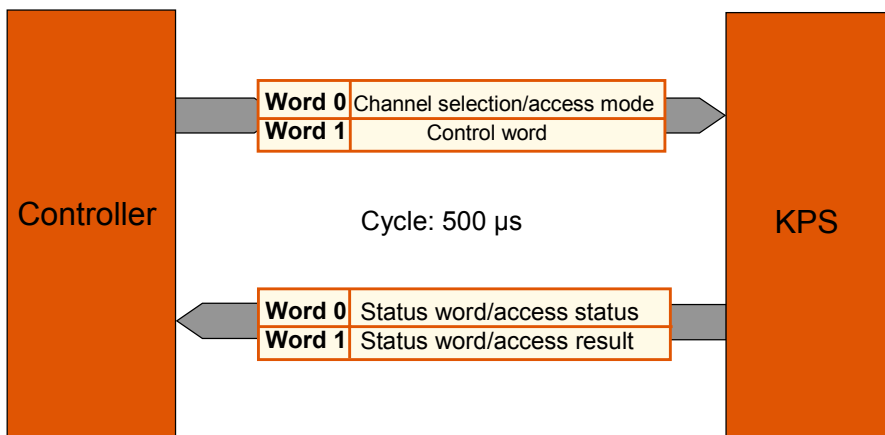 Word 0 Channel selection/access mode
Word 1 Control word
Controller
Cycle: 500 µs
KPS
Word 0 Status word/access status
Word 1 Status word/access result